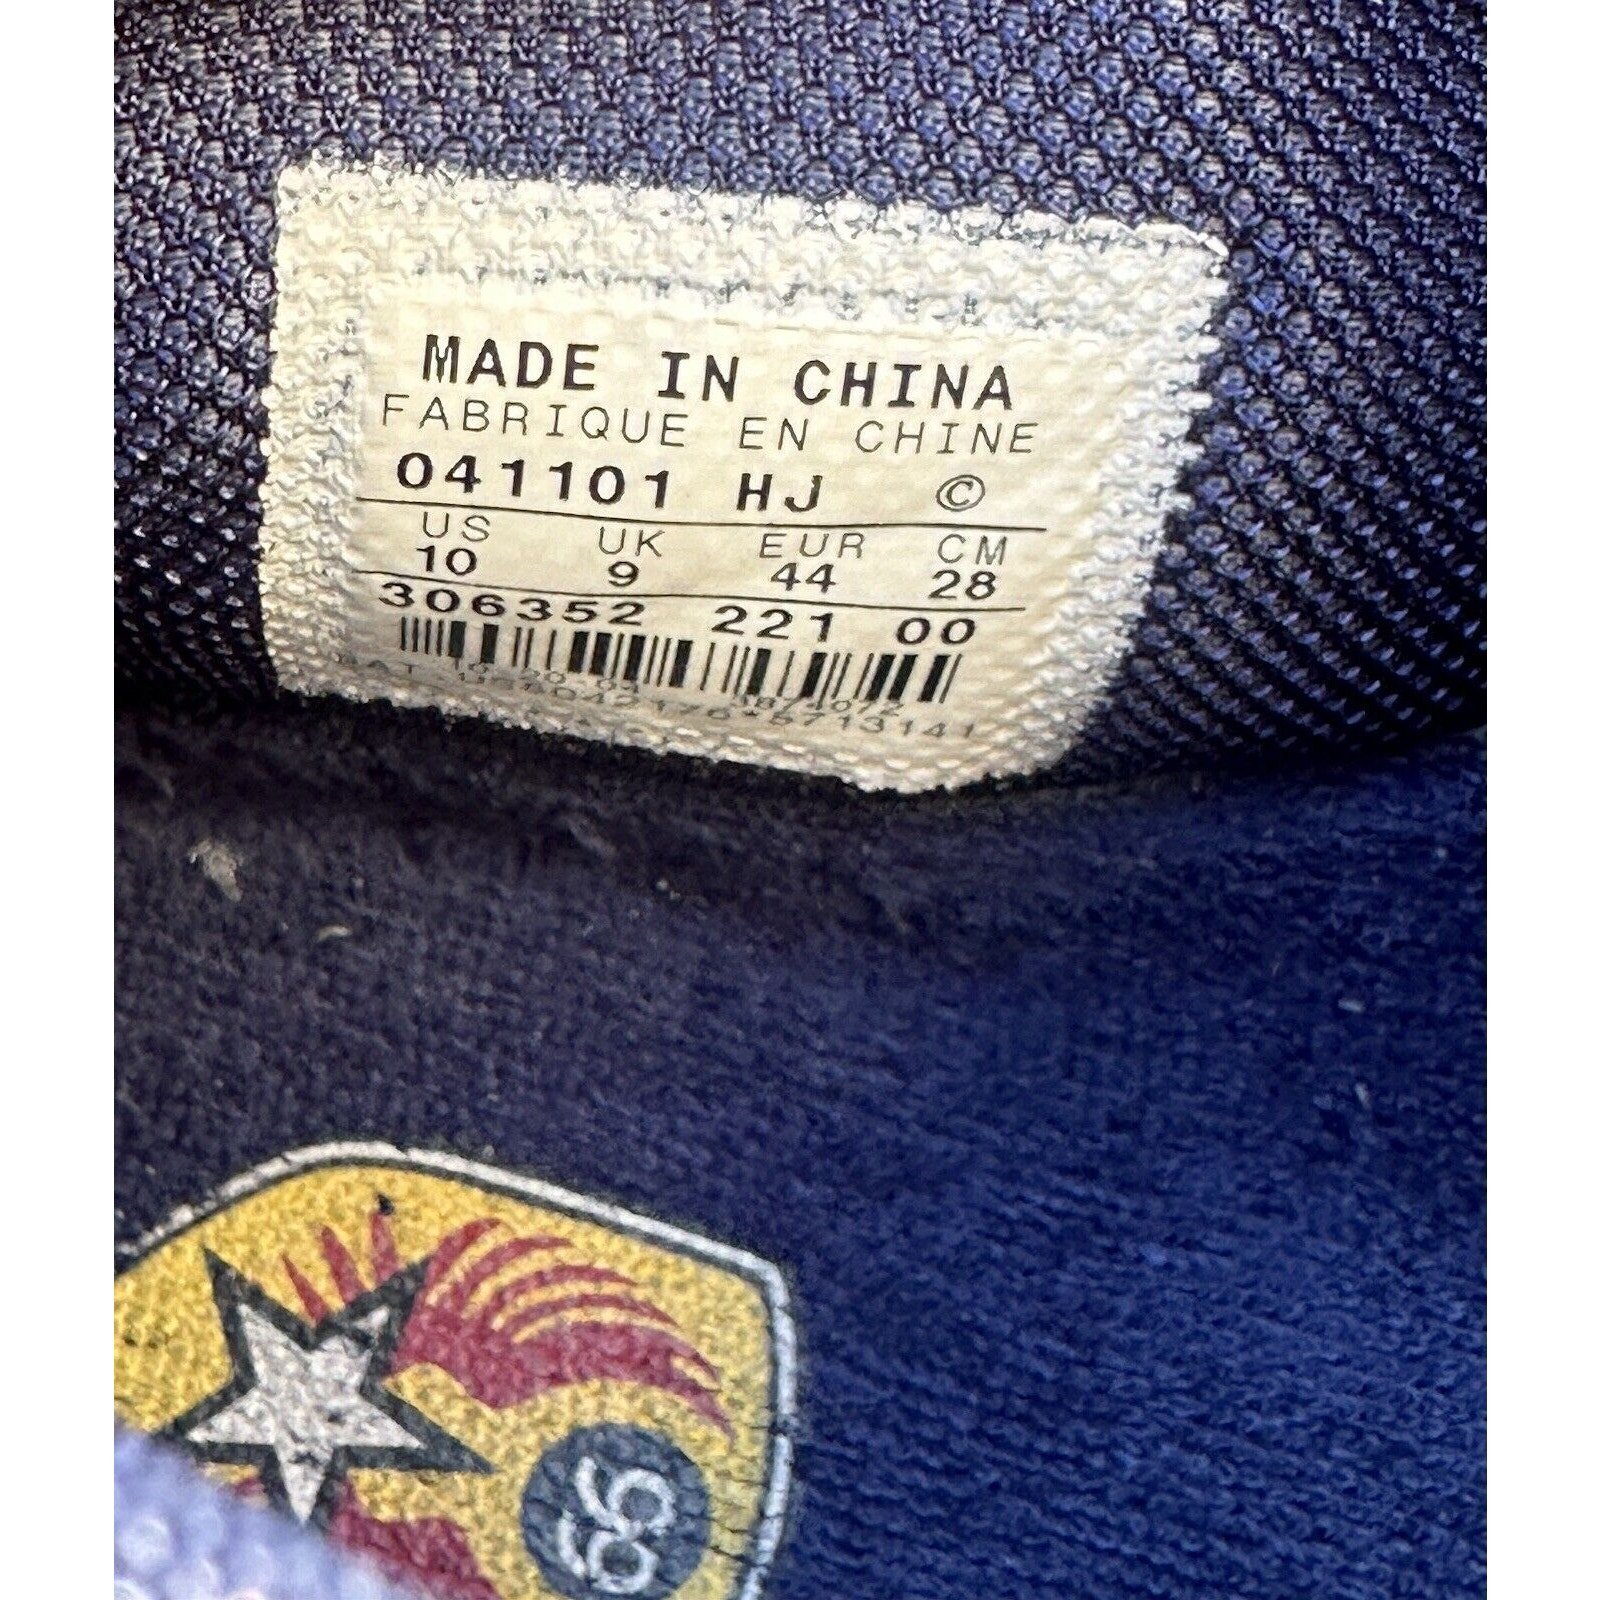 MADE IN CHINA
FABRIQUE EN CHINE
041101 HJ ©
US UK EUR CM
10 9 44 28
306352 221 00
66